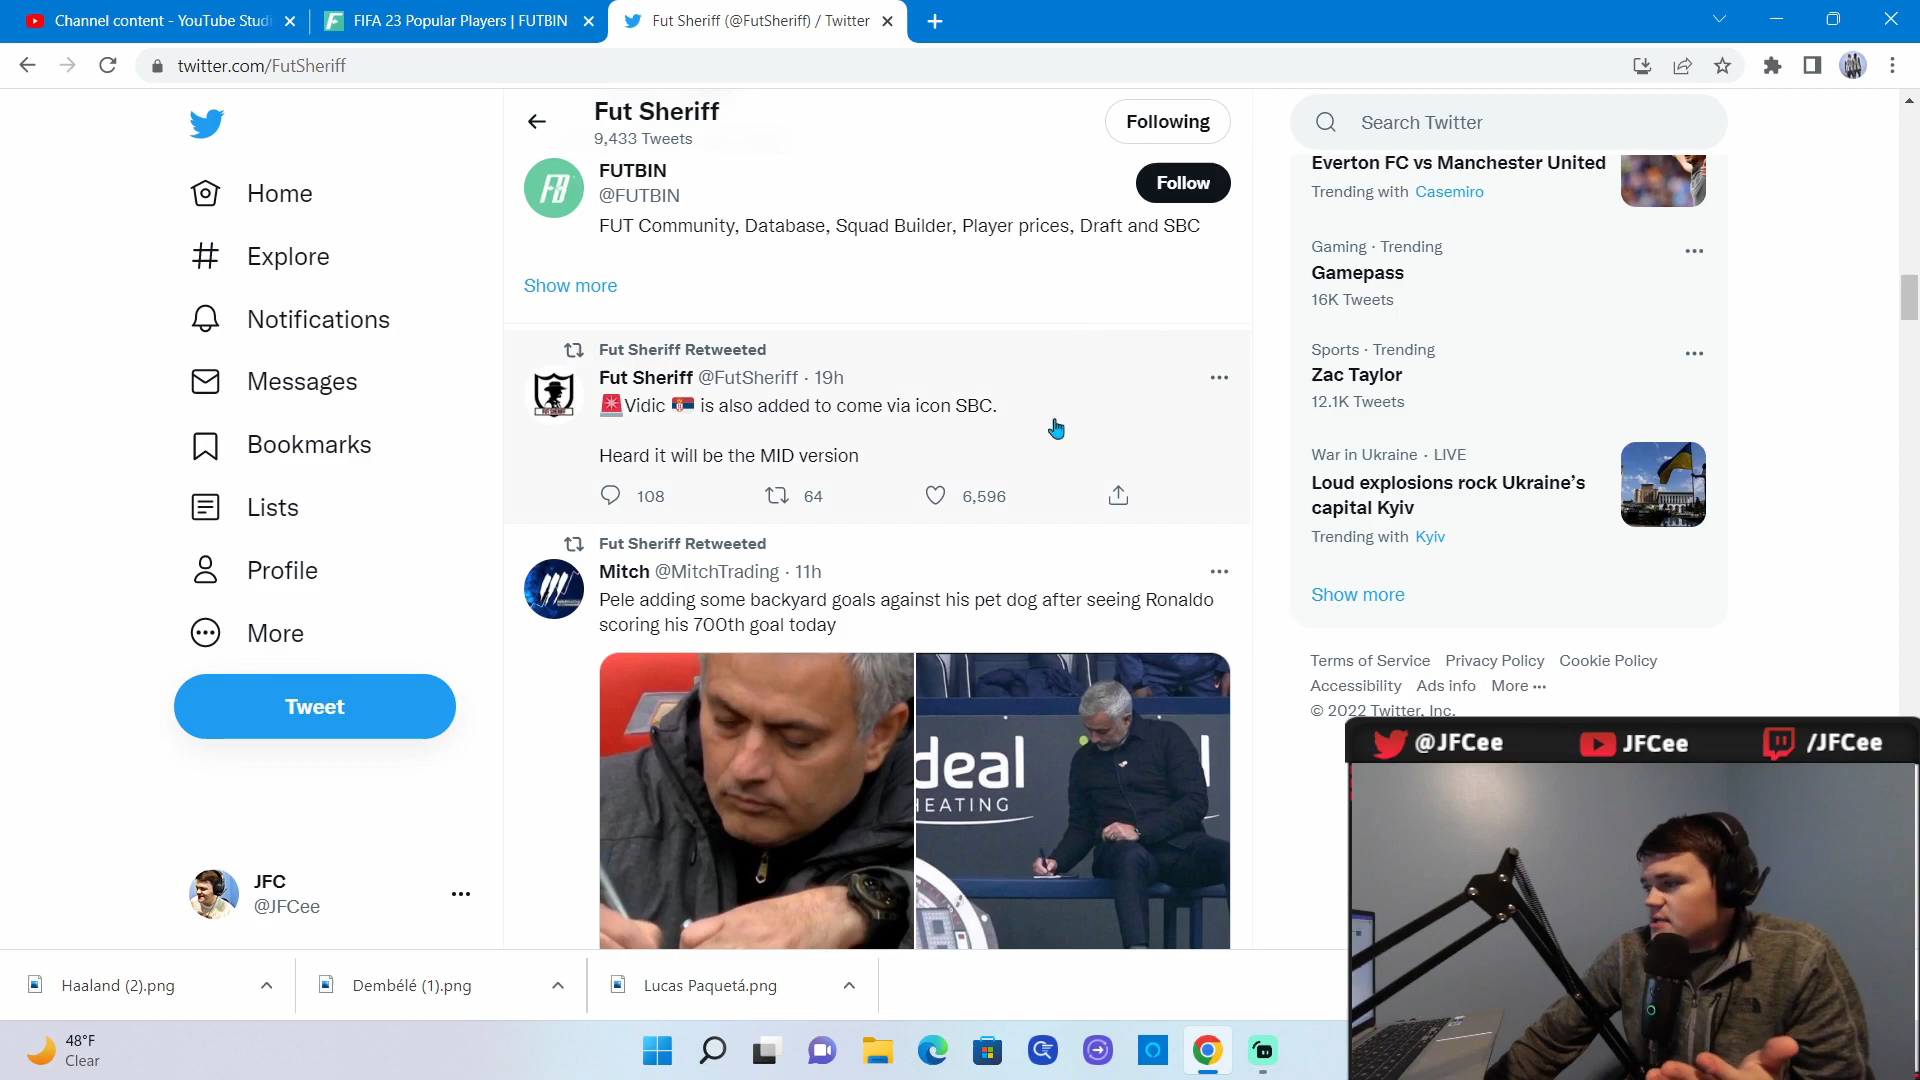 Channel content - YouTube Studi
FIFA 23 Popular Players | FUTBIN
Fut Sheriff (@FutSheriff) / Twitter
twitter.com/FutSheriff
Home
Explore
Notifications
Messages
Bookmarks
Lists
Profile
More
Tweet
JFC
@JFCee
Fut Sheriff
9,433 Tweets
Following
FUTBIN
@FUTBIN
Follow
FUT Community, Database, Squad Builder, Player prices, Draft and SBC
Show more
Fut Sheriff Retweeted
Fut Sheriff @FutSheriff · 19h
🚨Vidic 🇷🇸 is also added to come via icon SBC.
Heard it will be the MID version
108 64 6,596
Fut Sheriff Retweeted
Mitch @MitchTrading · 11h
Pele adding some backyard goals against his pet dog after seeing Ronaldo
scoring his 700th goal today
deal
HEATING
Search Twitter
Everton FC vs Manchester United
Trending with Casemiro
Gaming · Trending
Gamepass
16K Tweets
Sports · Trending
Zac Taylor
12.1K Tweets
War in Ukraine · LIVE
Loud explosions rock Ukraine's
capital Kyiv
Trending with Kyiv
Show more
Terms of Service Privacy Policy Cookie Policy
Accessibility Ads info More ···
© 2022 Twitter, Inc.
@JFCee JFCee /JFCee
Haaland (2).png
Dembélé (1).png
Lucas Paquetá.png
48°F
Clear